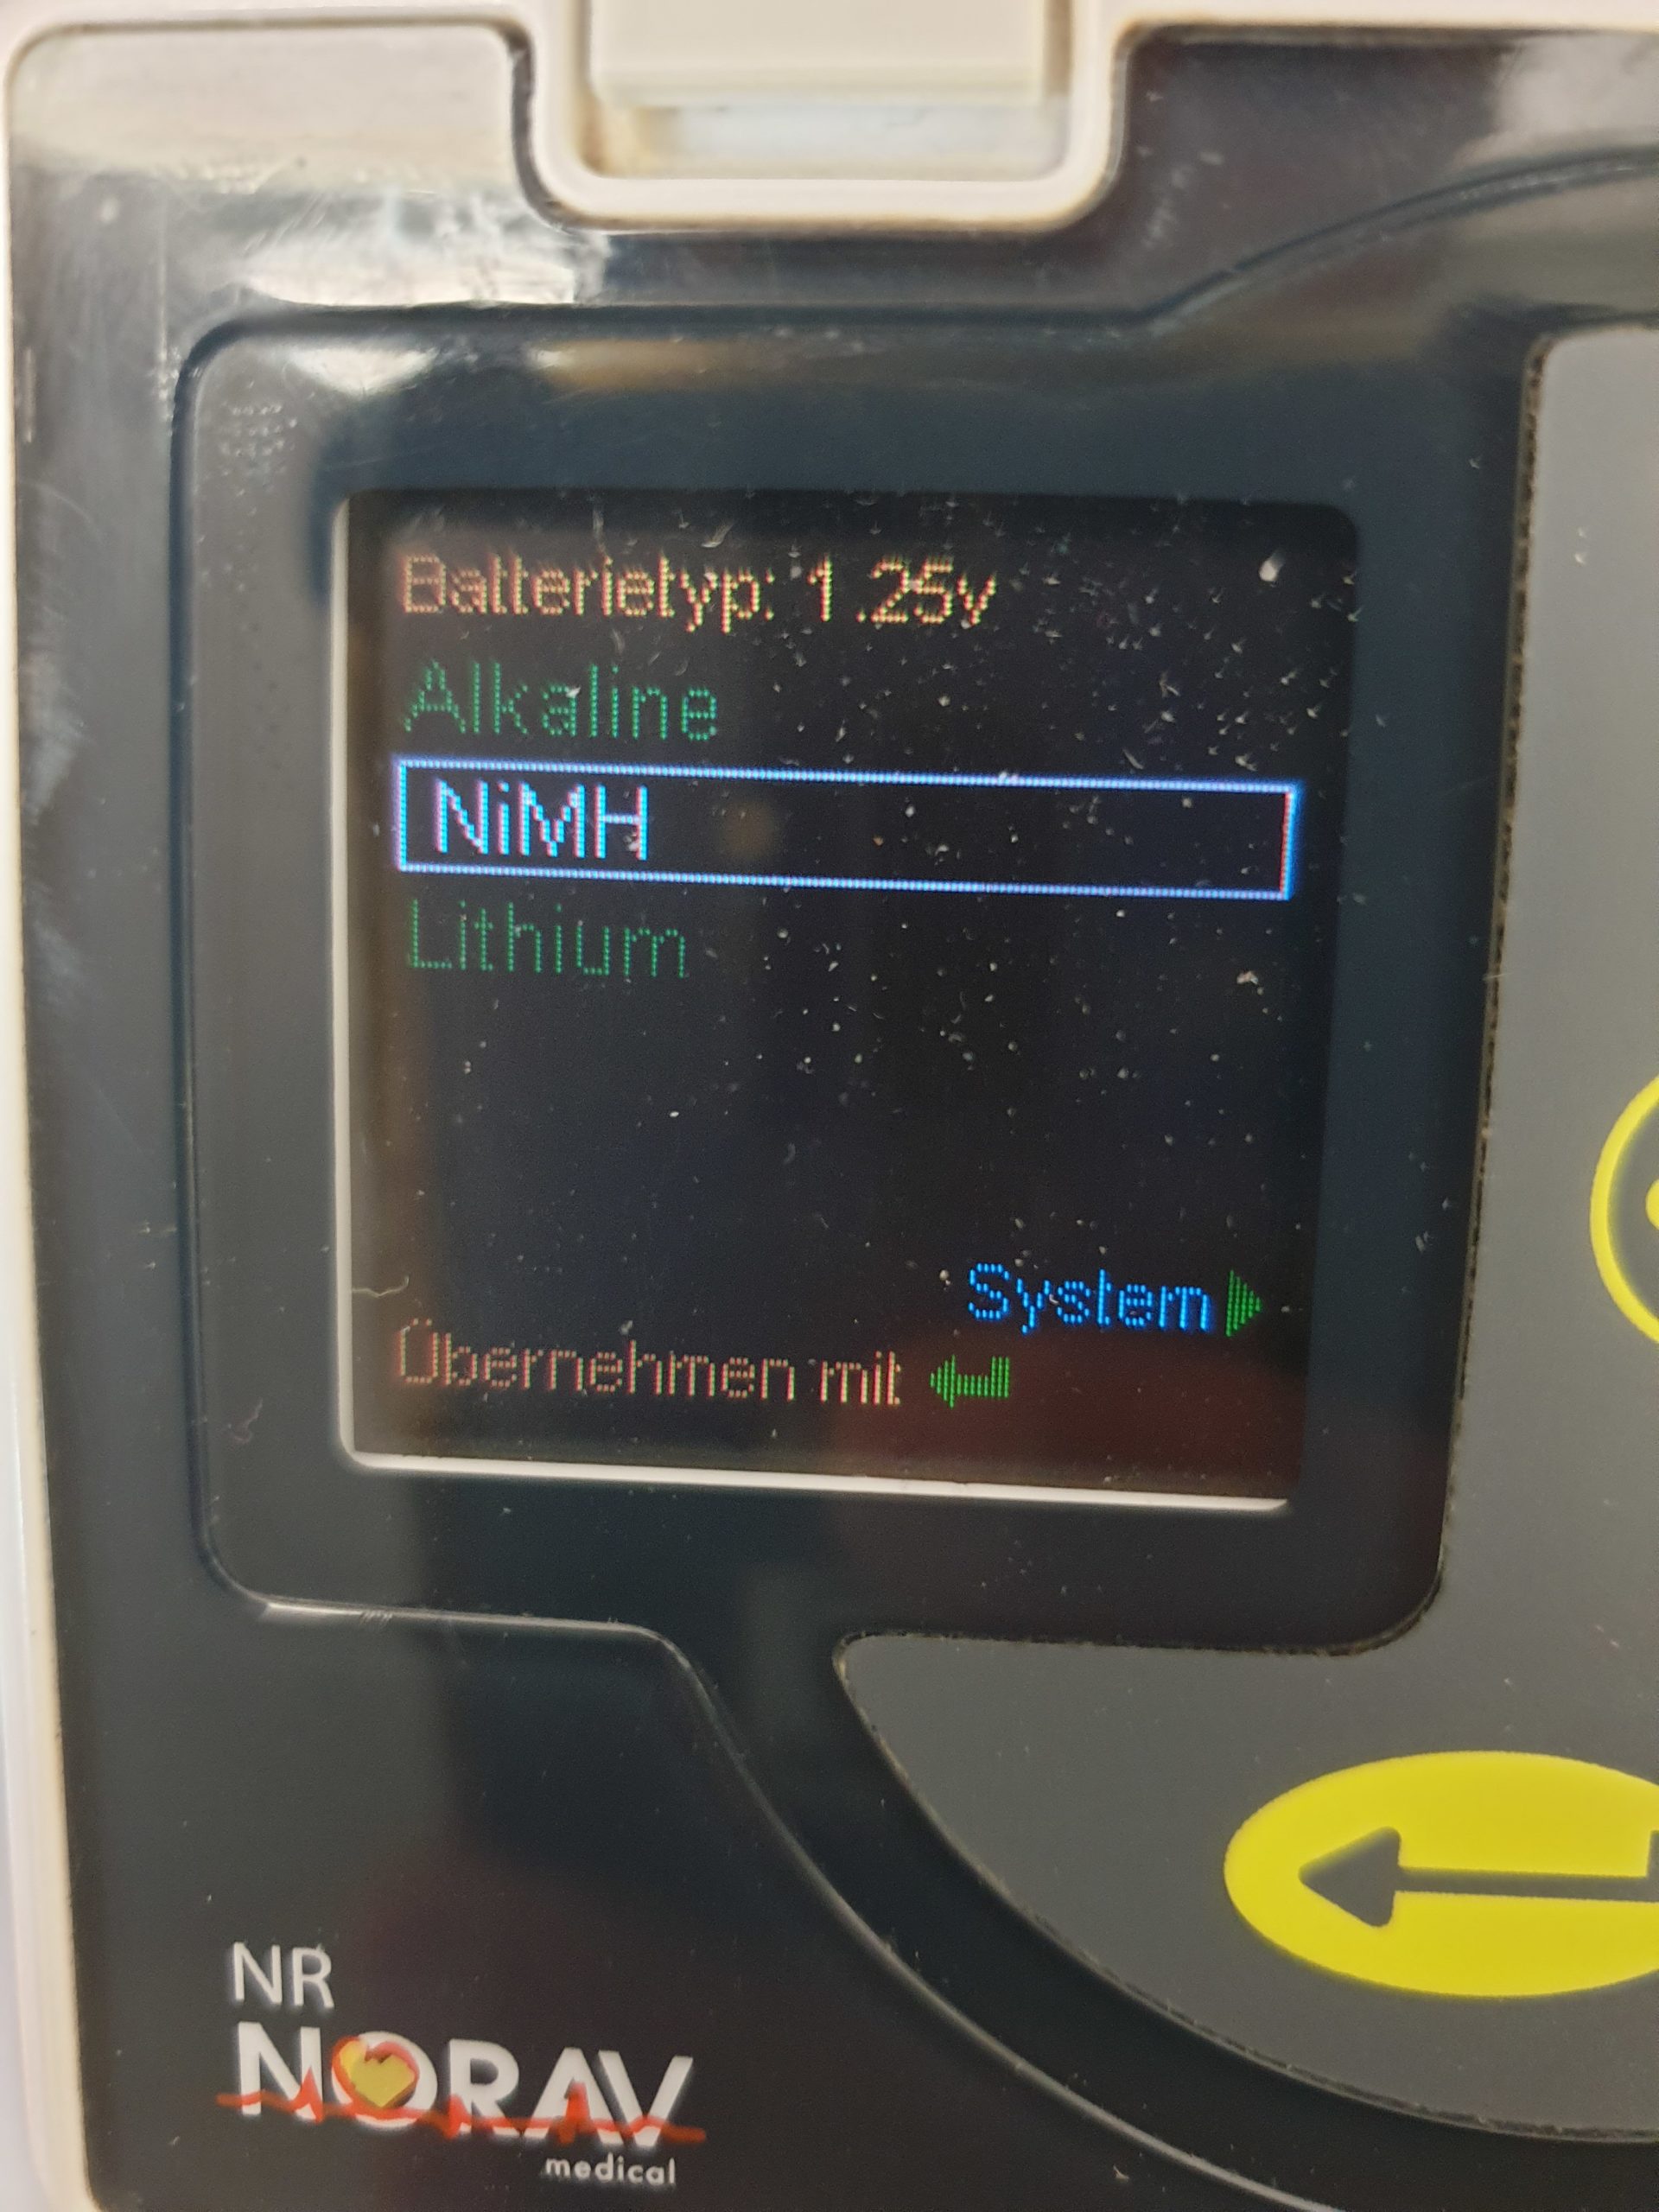 Batterietyp: 1.25v
Alkaline
NiMH
Lithium
System
Übernehmen mit
NR
NORAV
medical